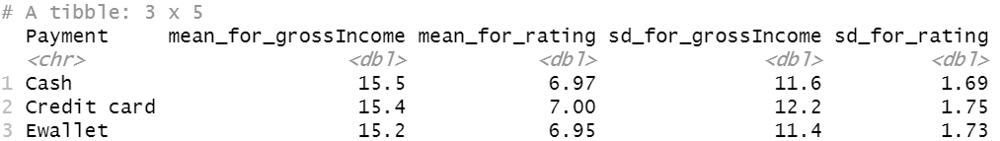 # A tibble: 3 x 5
Payment mean_for_grossIncome mean_for_rating sd_for_grossIncome sd_for_rating
<chr> <dbl> <dbl> <dbl> <dbl>
1 Cash 15.5 6.97 11.6 1.69
2 Credit card 15.4 7.00 12.2 1.75
3 Ewallet 15.2 6.95 11.4 1.73